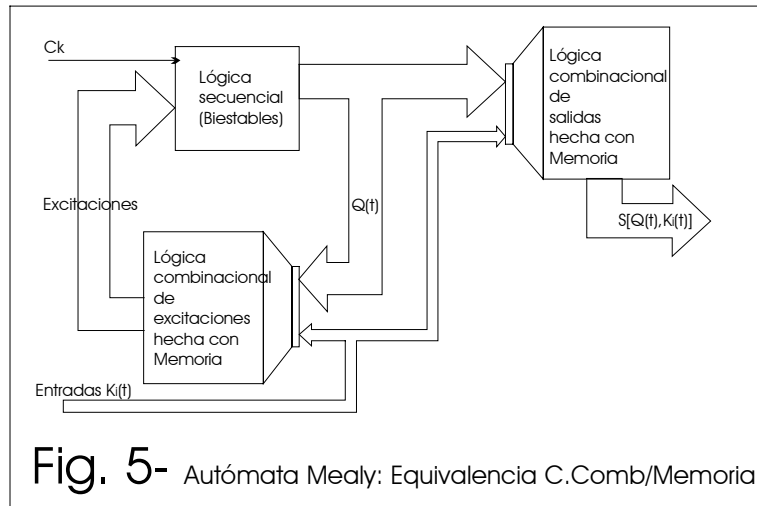 Ck
Lógica
secuencial
(Biestables)
Lógica
combinacional
de
salidas
hecha con
Memoria
Excitaciones
Q(t)
S[Q(t),Ki(t)]
Lógica
combinacional
de
excitaciones
hecha con
Memoria
Entradas Ki(t)
Fig. 5- Autómata Mealy: Equivalencia C.Comb/Memoria